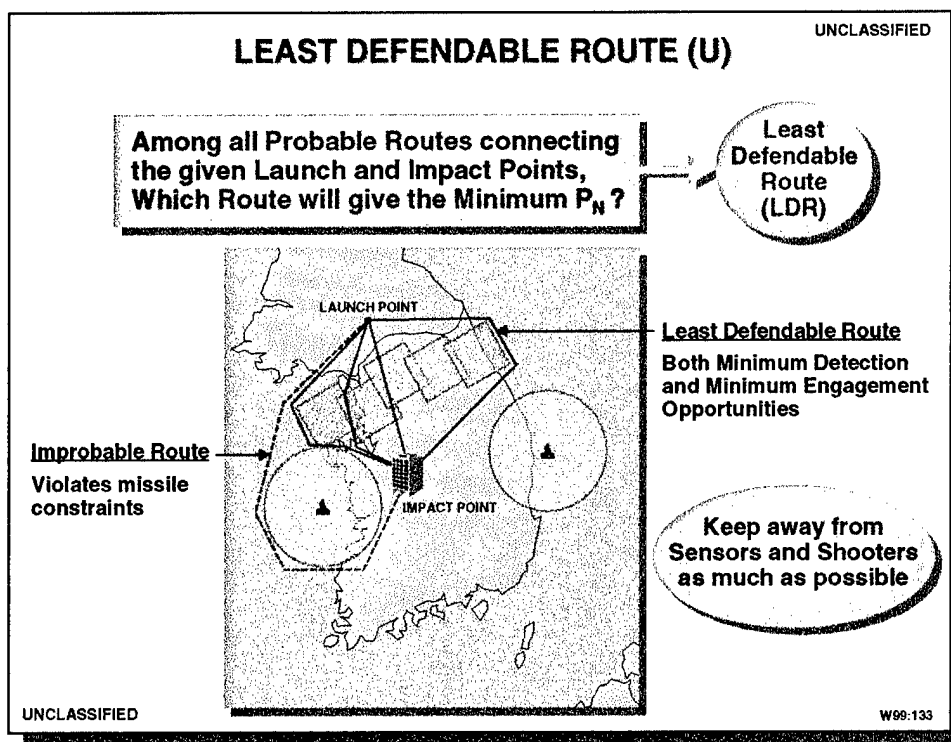 UNCLASSIFIED
LEAST DEFENDABLE ROUTE (U)
Among all Probable Routes connecting
the given Launch and Impact Points,
Which Route will give the Minimum PN ?
Least
Defendable
Route
(LDR)
LAUNCH POINT
Least Defendable Route
Both Minimum Detection
and Minimum Engagement
Opportunities
Improbable Route
Violates missile
constraints
IMPACT POINT
Keep away from
Sensors and Shooters
as much as possible
UNCLASSIFIED
W99:133